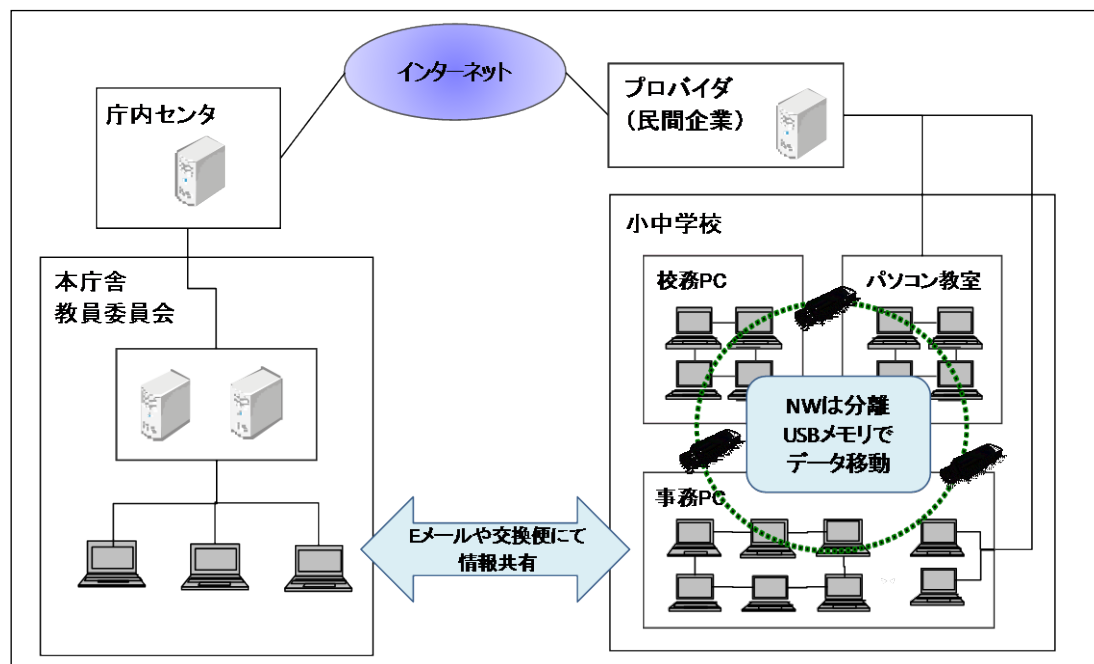 インターネット
プロバイダ
(民間企業)
庁内センタ
小中学校
本庁舎
教員委員会
校務PC
パソコン教室
NWは分離
USBメモリで
データ移動
事務PC
Eメールや交換便にて
情報共有